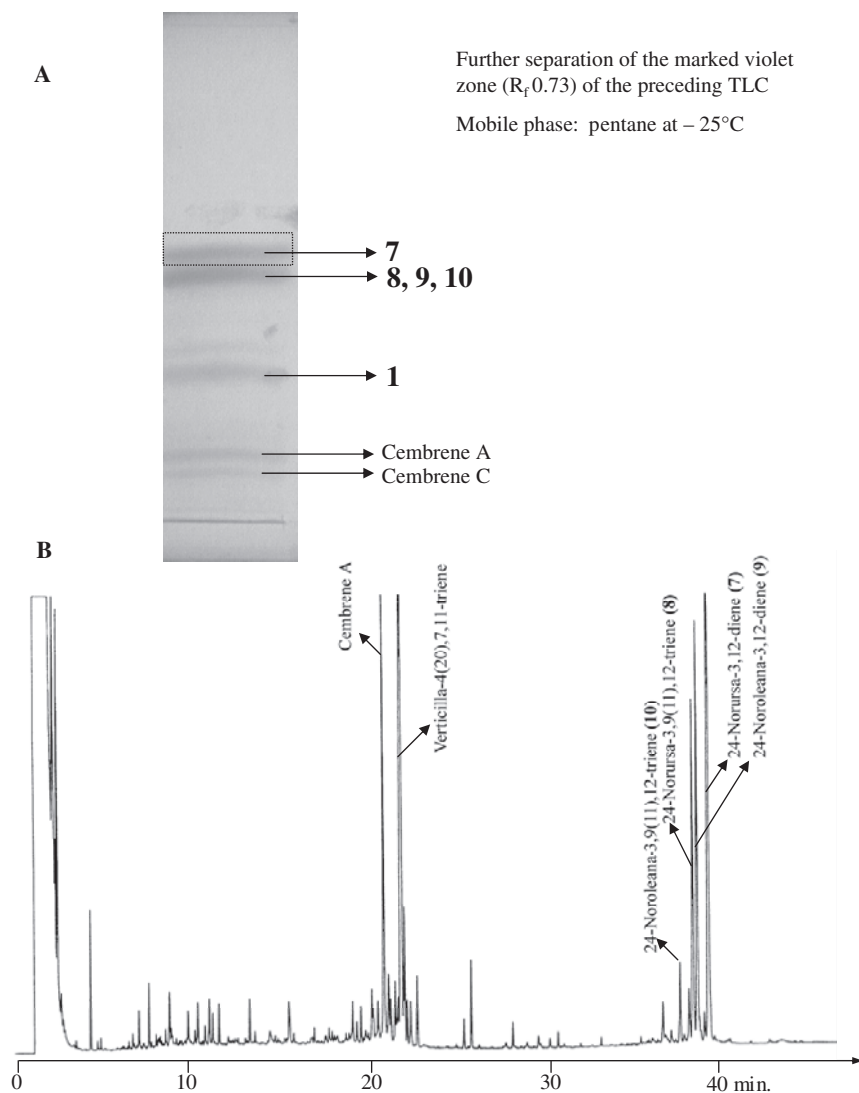 A
Further separation of the marked violet
zone (Rf 0.73) of the preceding TLC
Mobile phase: pentane at – 25°C
7
8, 9, 10
1
Cembrene A
Cembrene C
B
Cembrene A
Verticilla-4(20),7,11-triene
24-Noroleana-3,9(11),12-triene (10)
24-Norursa-3,9(11),12-triene (8)
24-Norursa-3,12-diene (7)
24-Noroleana-3,12-diene (9)
0 10 20 30 40 min.